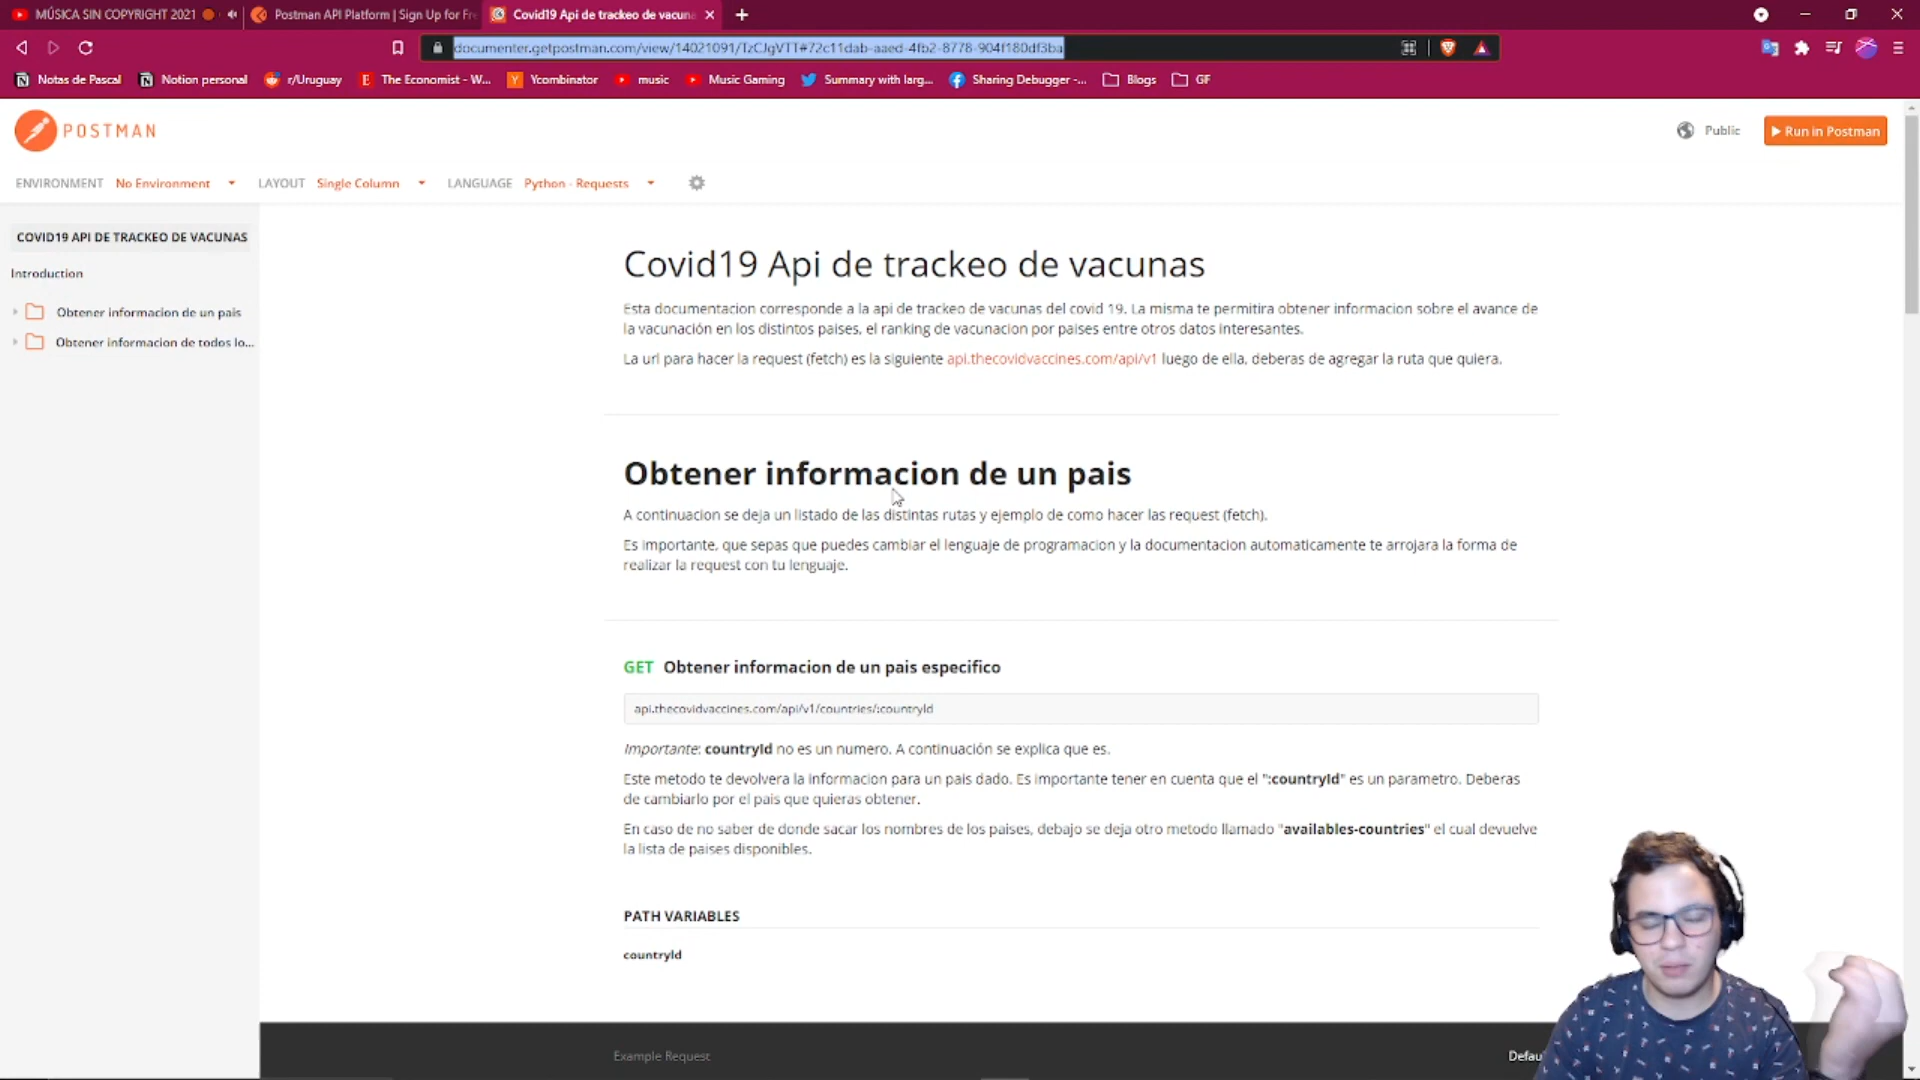 MÚSICA SIN COPYRIGHT 2021
Postman API Platform | Sign Up for Fre
Covid19 Api de trackeo de vacuna
documenter.getpostman.com/view/14021091/TzCJgVTT#72c11dab-aaed-4fb2-8778-904f180df3ba
Notas de Pascal
Notion personal
r/Uruguay
The Economist - W...
Ycombinator
music
Music Gaming
Summary with larg...
Sharing Debugger -...
Blogs
GF
POSTMAN
Public
Run in Postman
ENVIRONMENT No Environment LAYOUT Single Column LANGUAGE Python - Requests
COVID19 API DE TRACKEO DE VACUNAS
Introduction
Obtener informacion de un pais
Obtener informacion de todos lo...
Covid19 Api de trackeo de vacunas
Esta documentacion corresponde a la api de trackeo de vacunas del covid 19. La misma te permitira obtener informacion sobre el avance de
la vacunación en los distintos paises, el ranking de vacunacion por paises entre otros datos interesantes.
La url para hacer la request (fetch) es la siguiente api.thecovidvaccines.com/api/v1 luego de ella, deberas de agregar la ruta que quiera.
Obtener informacion de un pais
A continuacion se deja un listado de las distintas rutas y ejemplo de como hacer las request (fetch).
Es importante, que sepas que puedes cambiar el lenguaje de programacion y la documentacion automaticamente te arrojara la forma de
realizar la request con tu lenguaje.
GET Obtener informacion de un pais especifico
api.thecovidvaccines.com/api/v1/countries/:countryId
Importante: countryId no es un numero. A continuación se explica que es.
Este metodo te devolvera la informacion para un pais dado. Es importante tener en cuenta que el ":countryId" es un parametro. Deberas
de cambiarlo por el pais que quieras obtener.
En caso de no saber de donde sacar los nombres de los paises, debajo se deja otro metodo llamado "availables-countries" el cual devuelve
la lista de paises disponibles.
PATH VARIABLES
countryId
Example Request
Defau